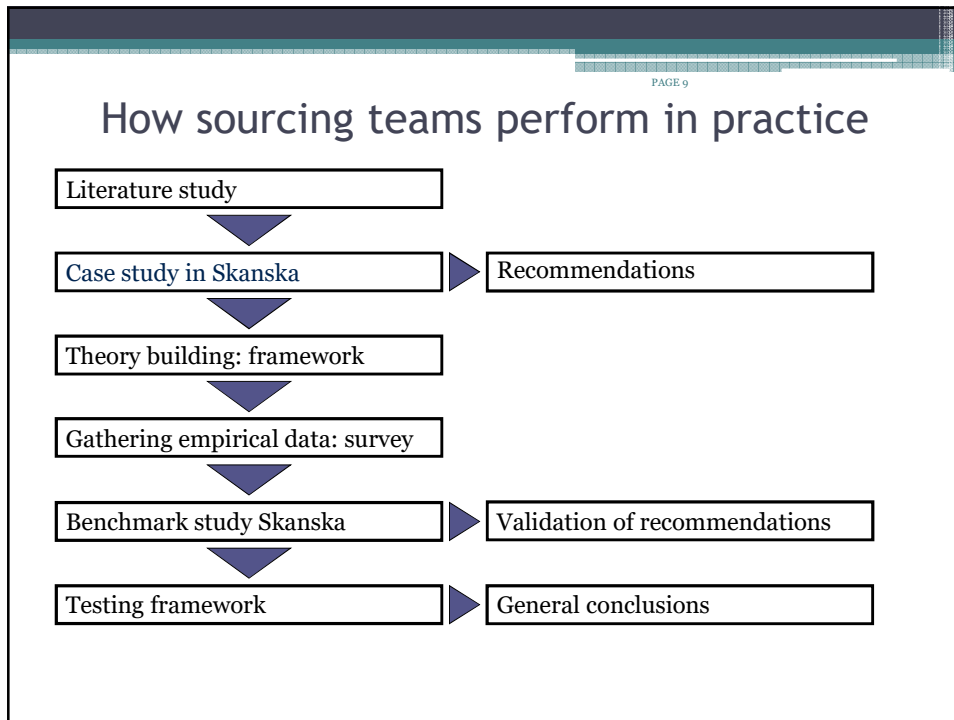 PAGE 9
How sourcing teams perform in practice
Literature study
Case study in Skanska
Recommendations
Theory building: framework
Gathering empirical data: survey
Benchmark study Skanska
Validation of recommendations
Testing framework
General conclusions